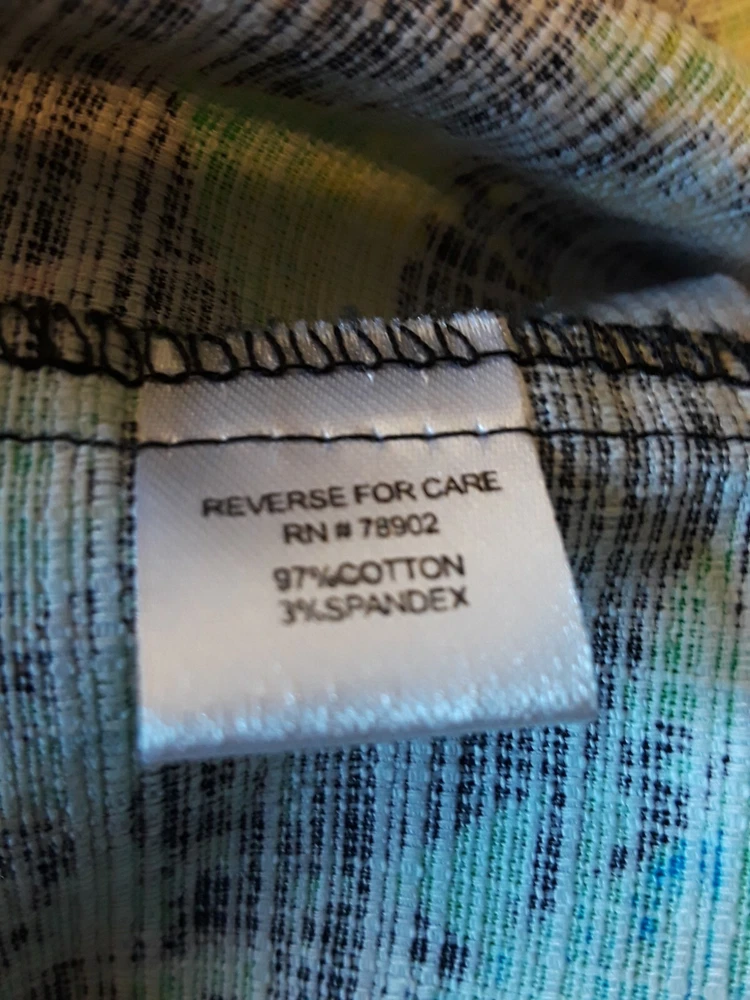 REVERSE FOR CARE
RN # 78902
97%COTTON
3%SPANDEX